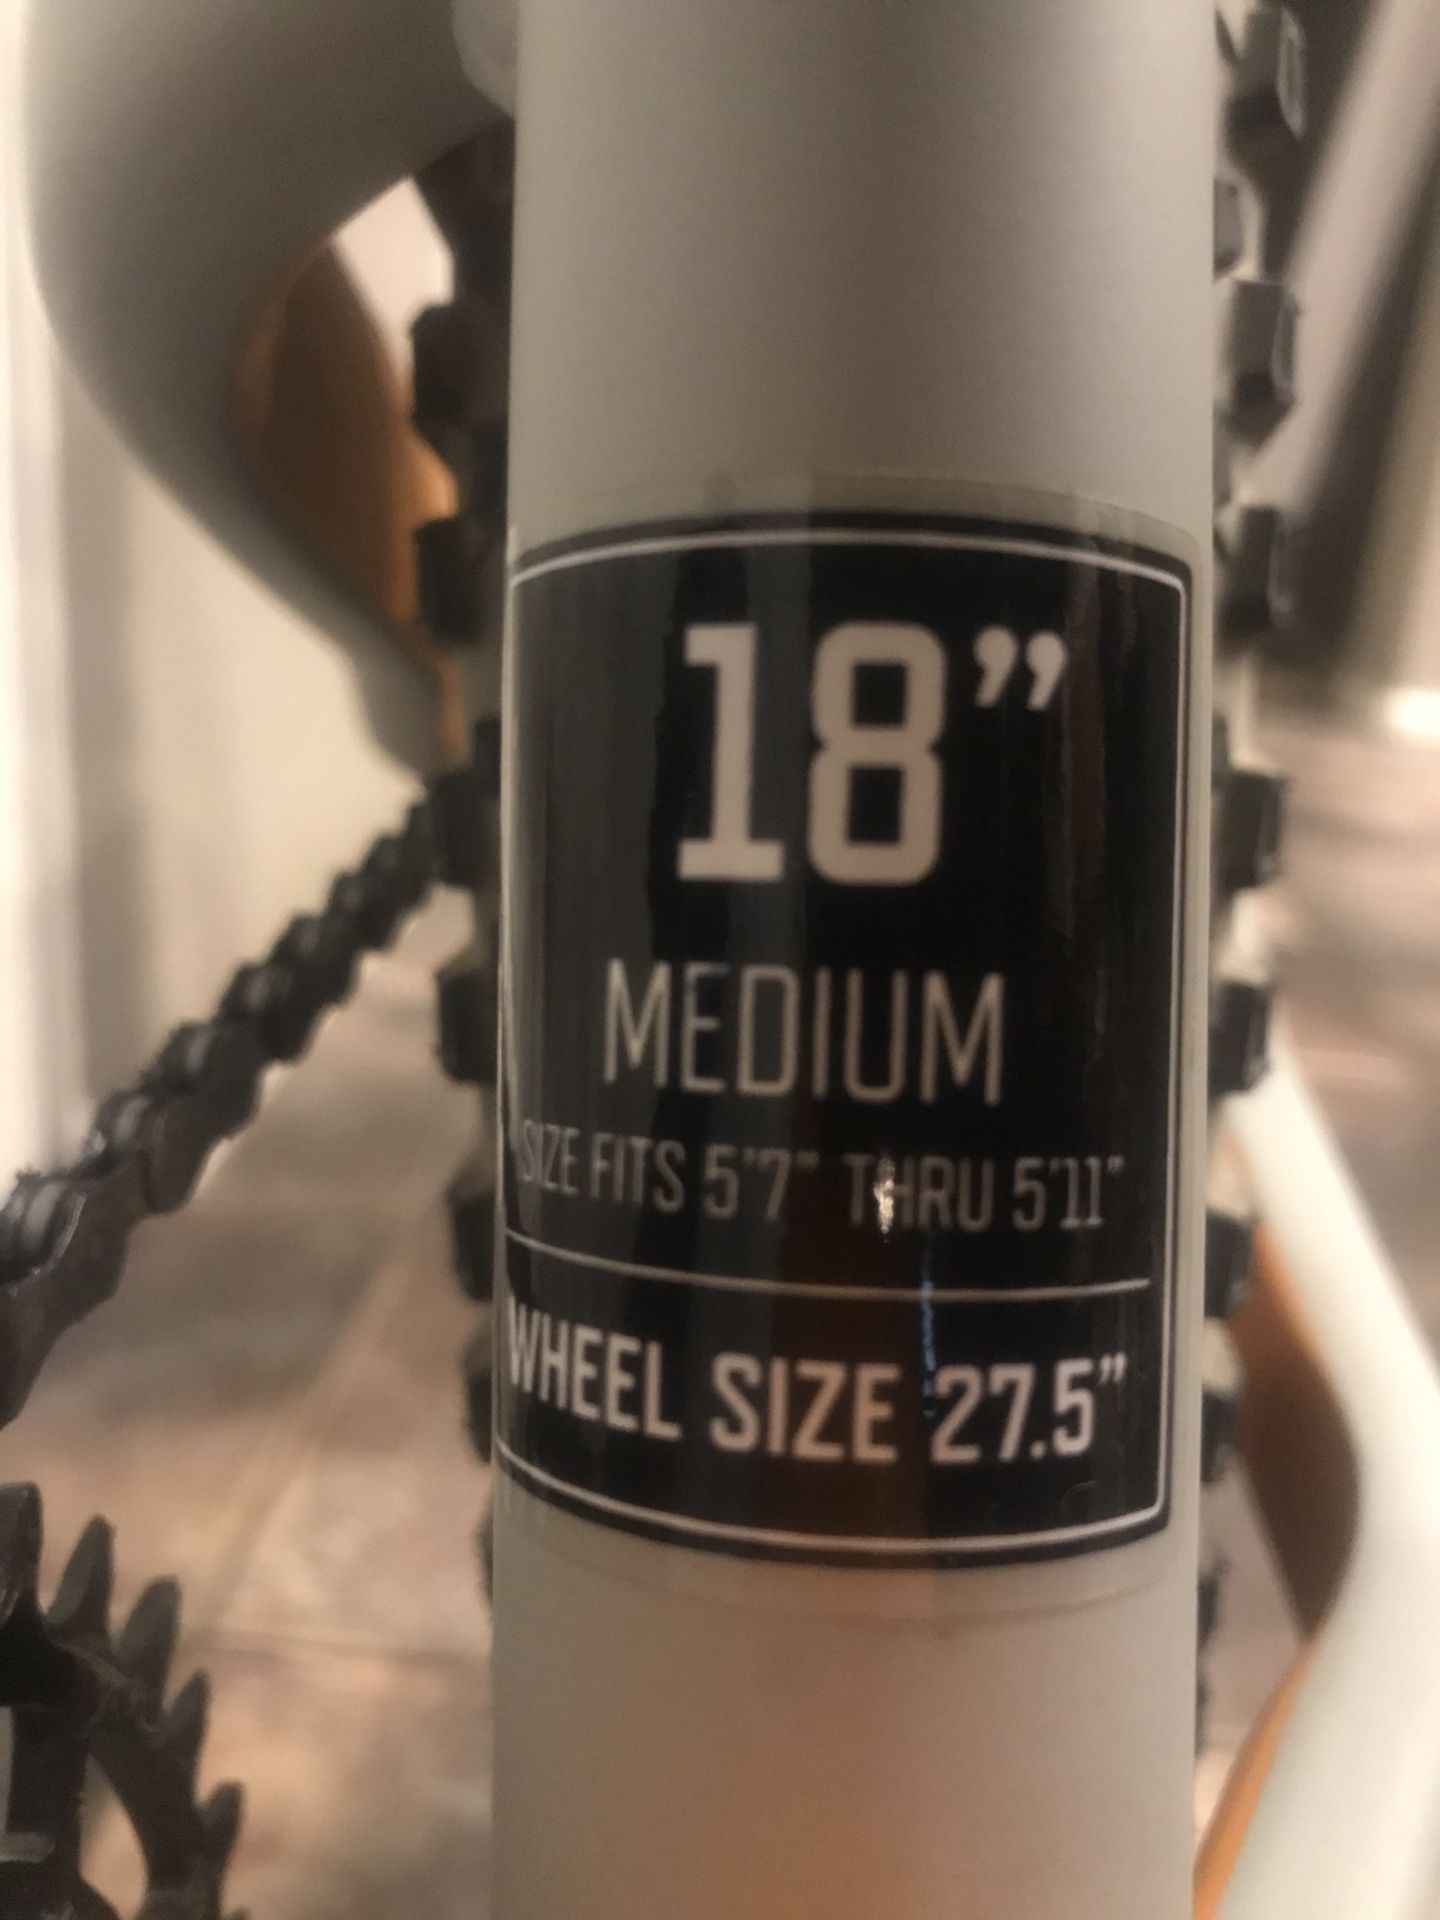 18”
MEDIUM
SIZE FITS 5'7" THRU 5'11"
WHEEL SIZE 27.5”